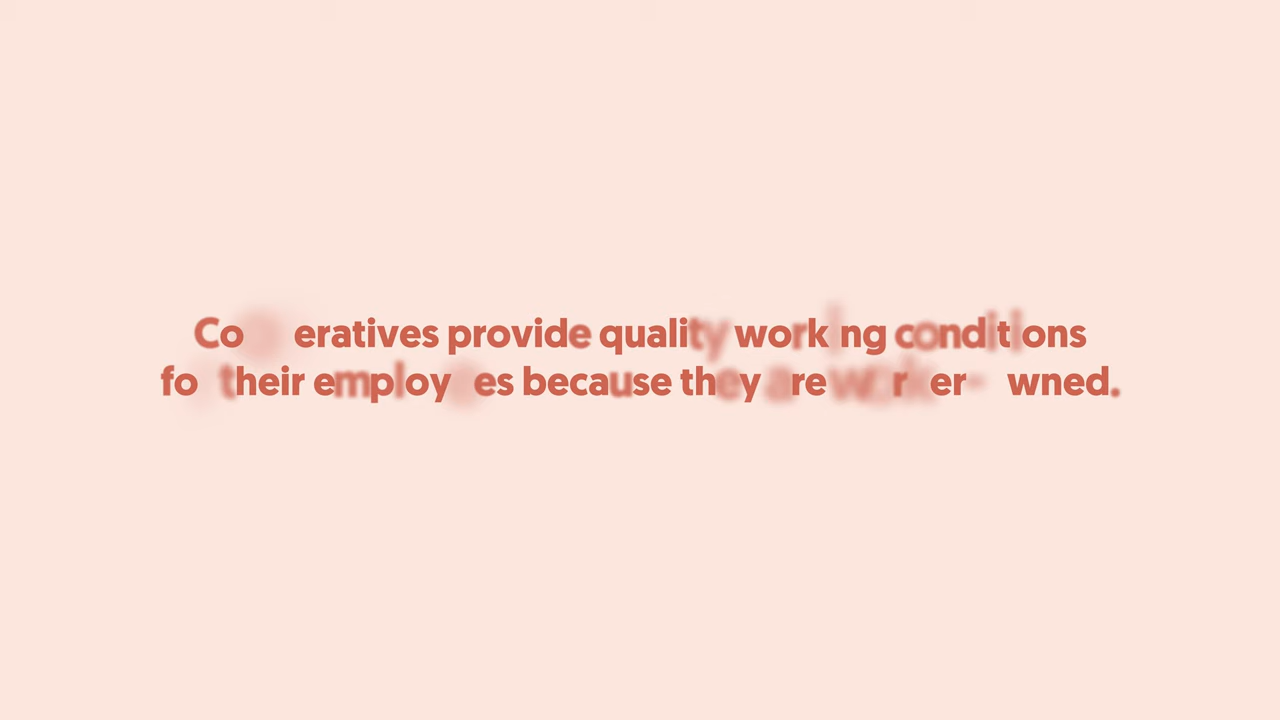 Cooperatives provide quality working conditions
for their employees because they are worker-owned.